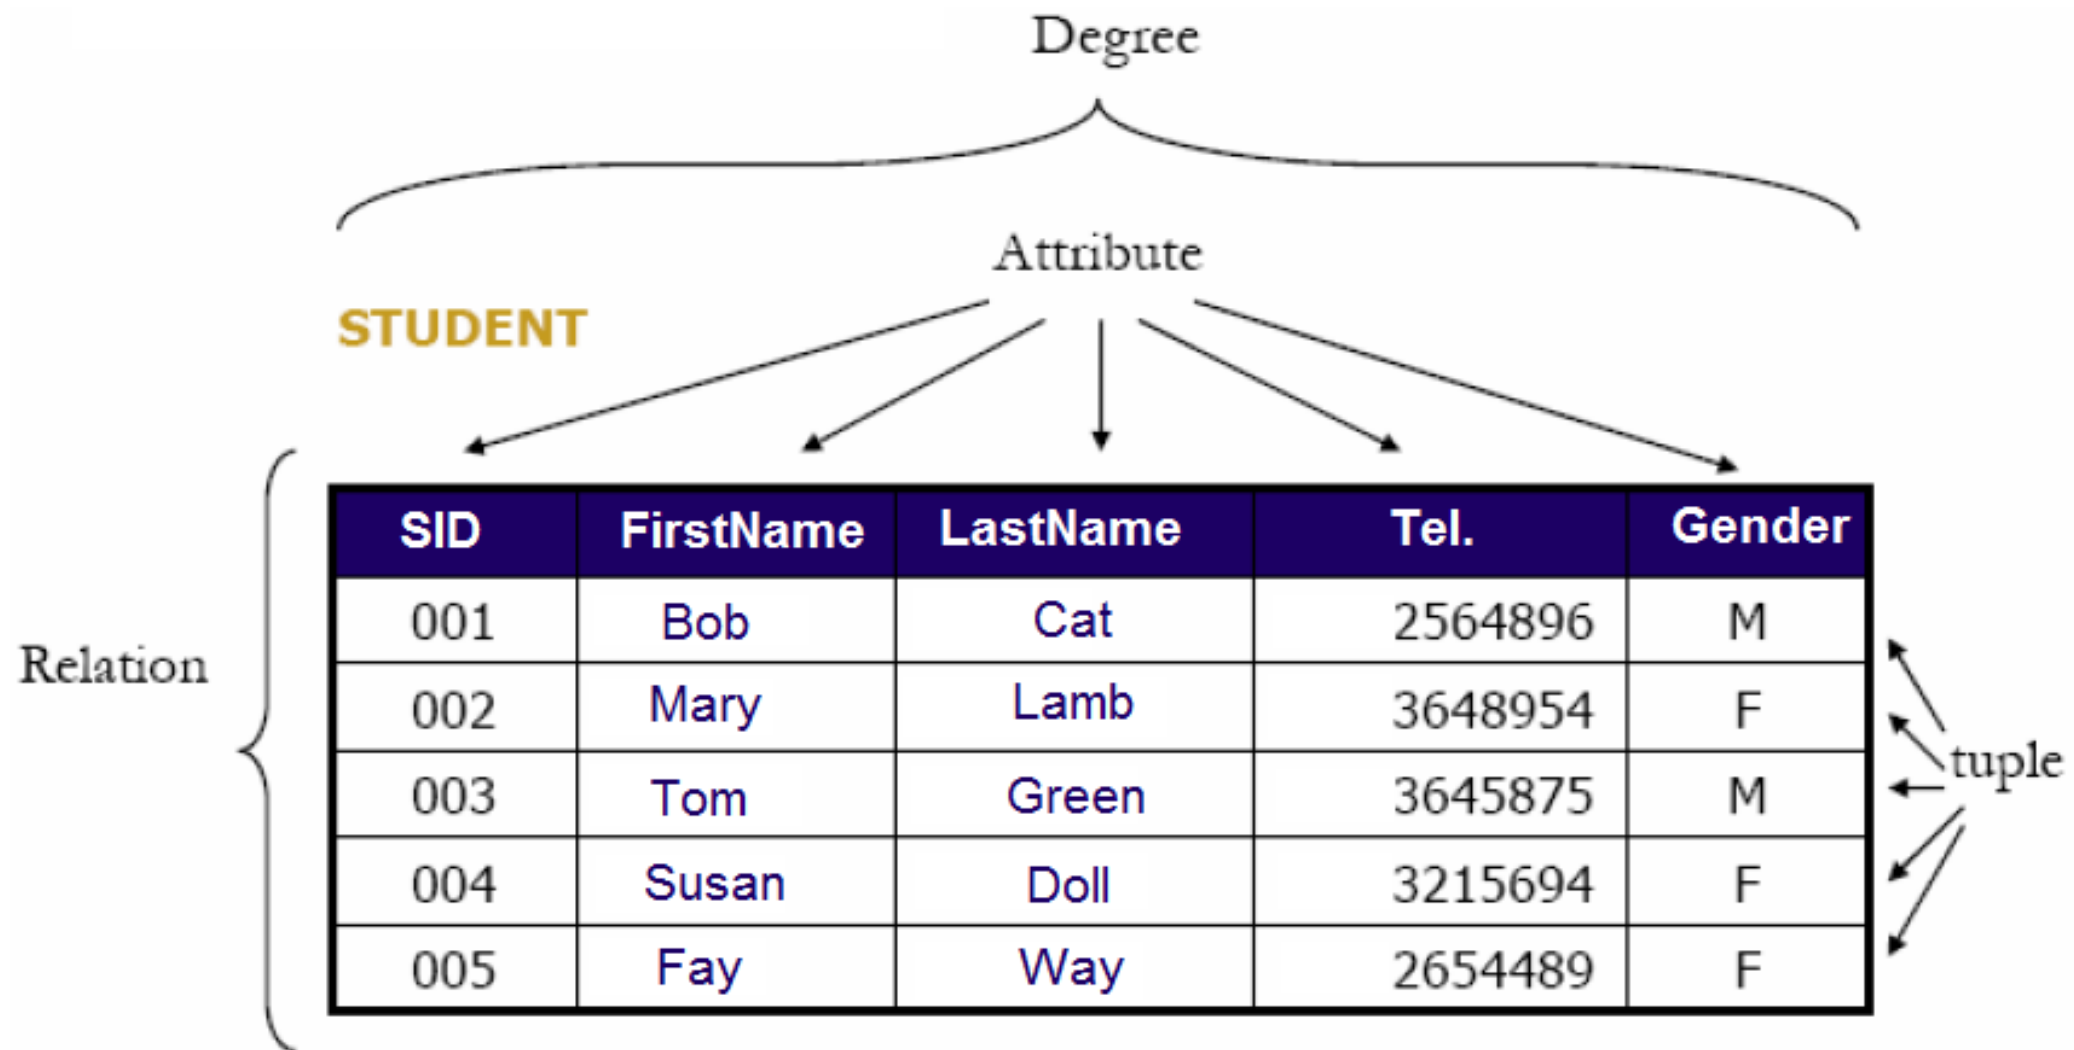 Degree
Attribute
STUDENT
SID FirstName LastName Tel. Gender
001 Bob Cat 2564896 M
Relation
002 Mary Lamb 3648954 F
tuple
003 Tom Green 3645875 M
004 Susan Doll 3215694 F
005 Fay Way 2654489 F